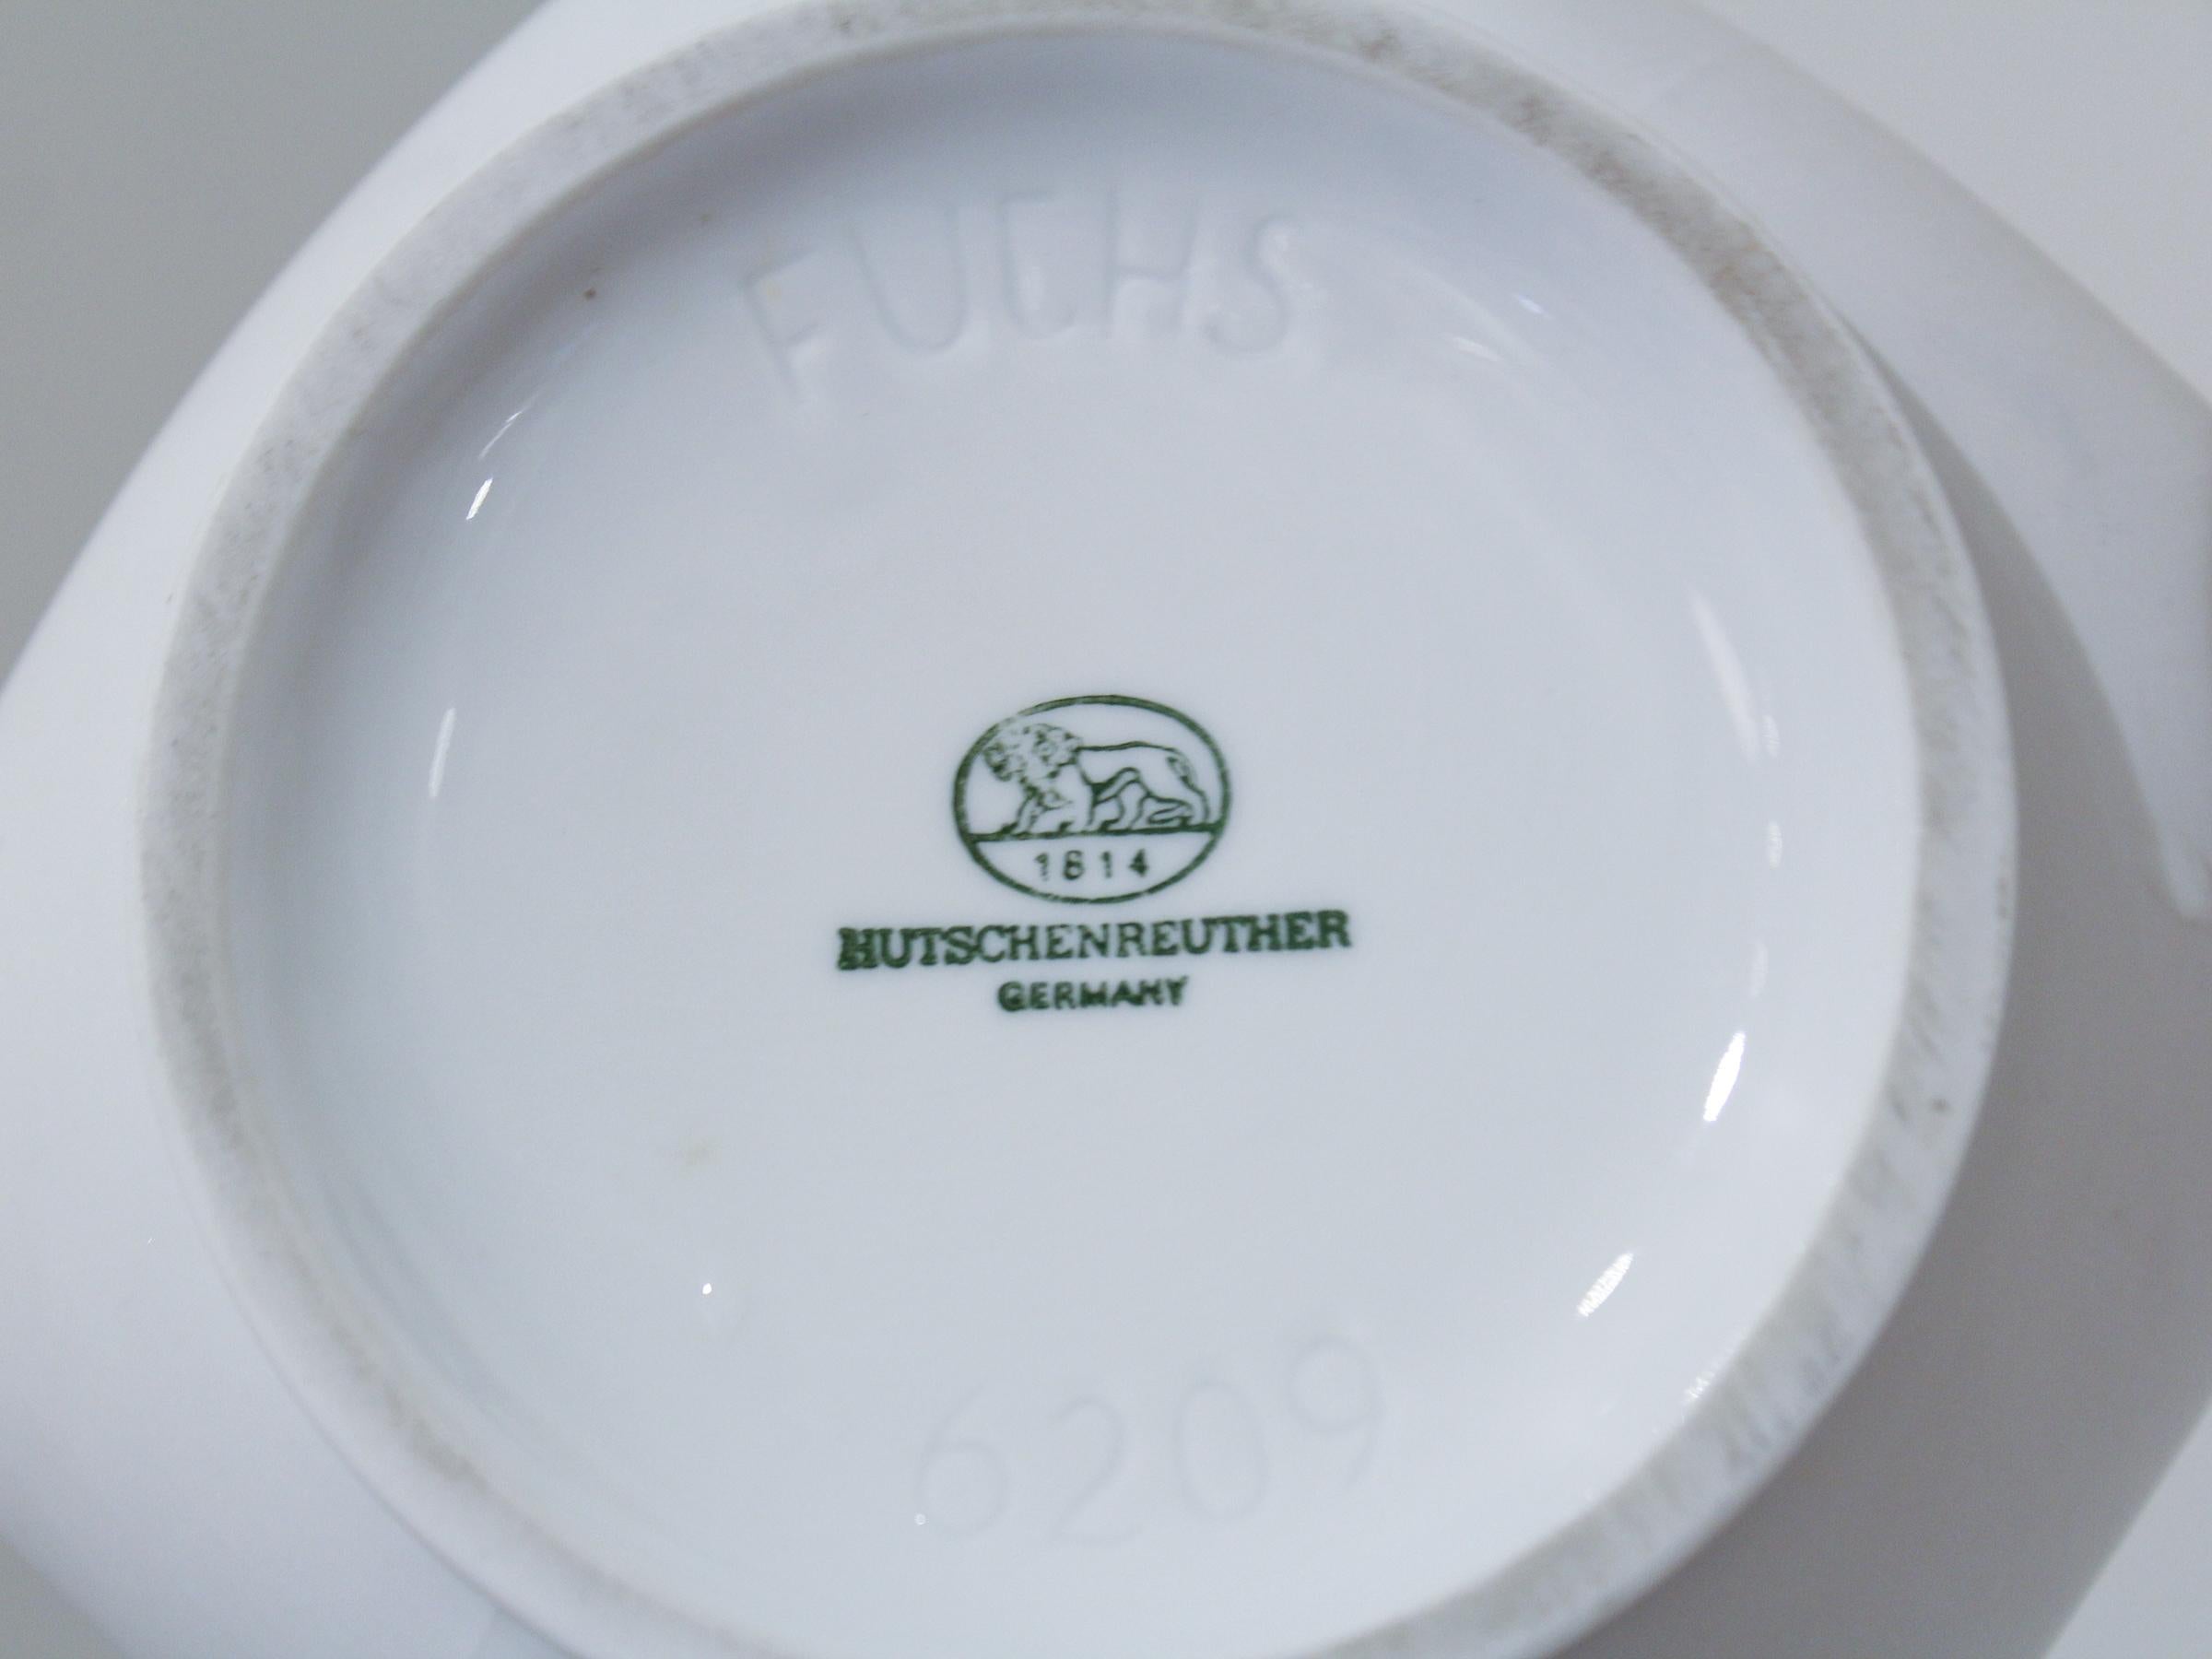 FUCHS
1814
HUTSCHENREUTHER
GERMANY
6209